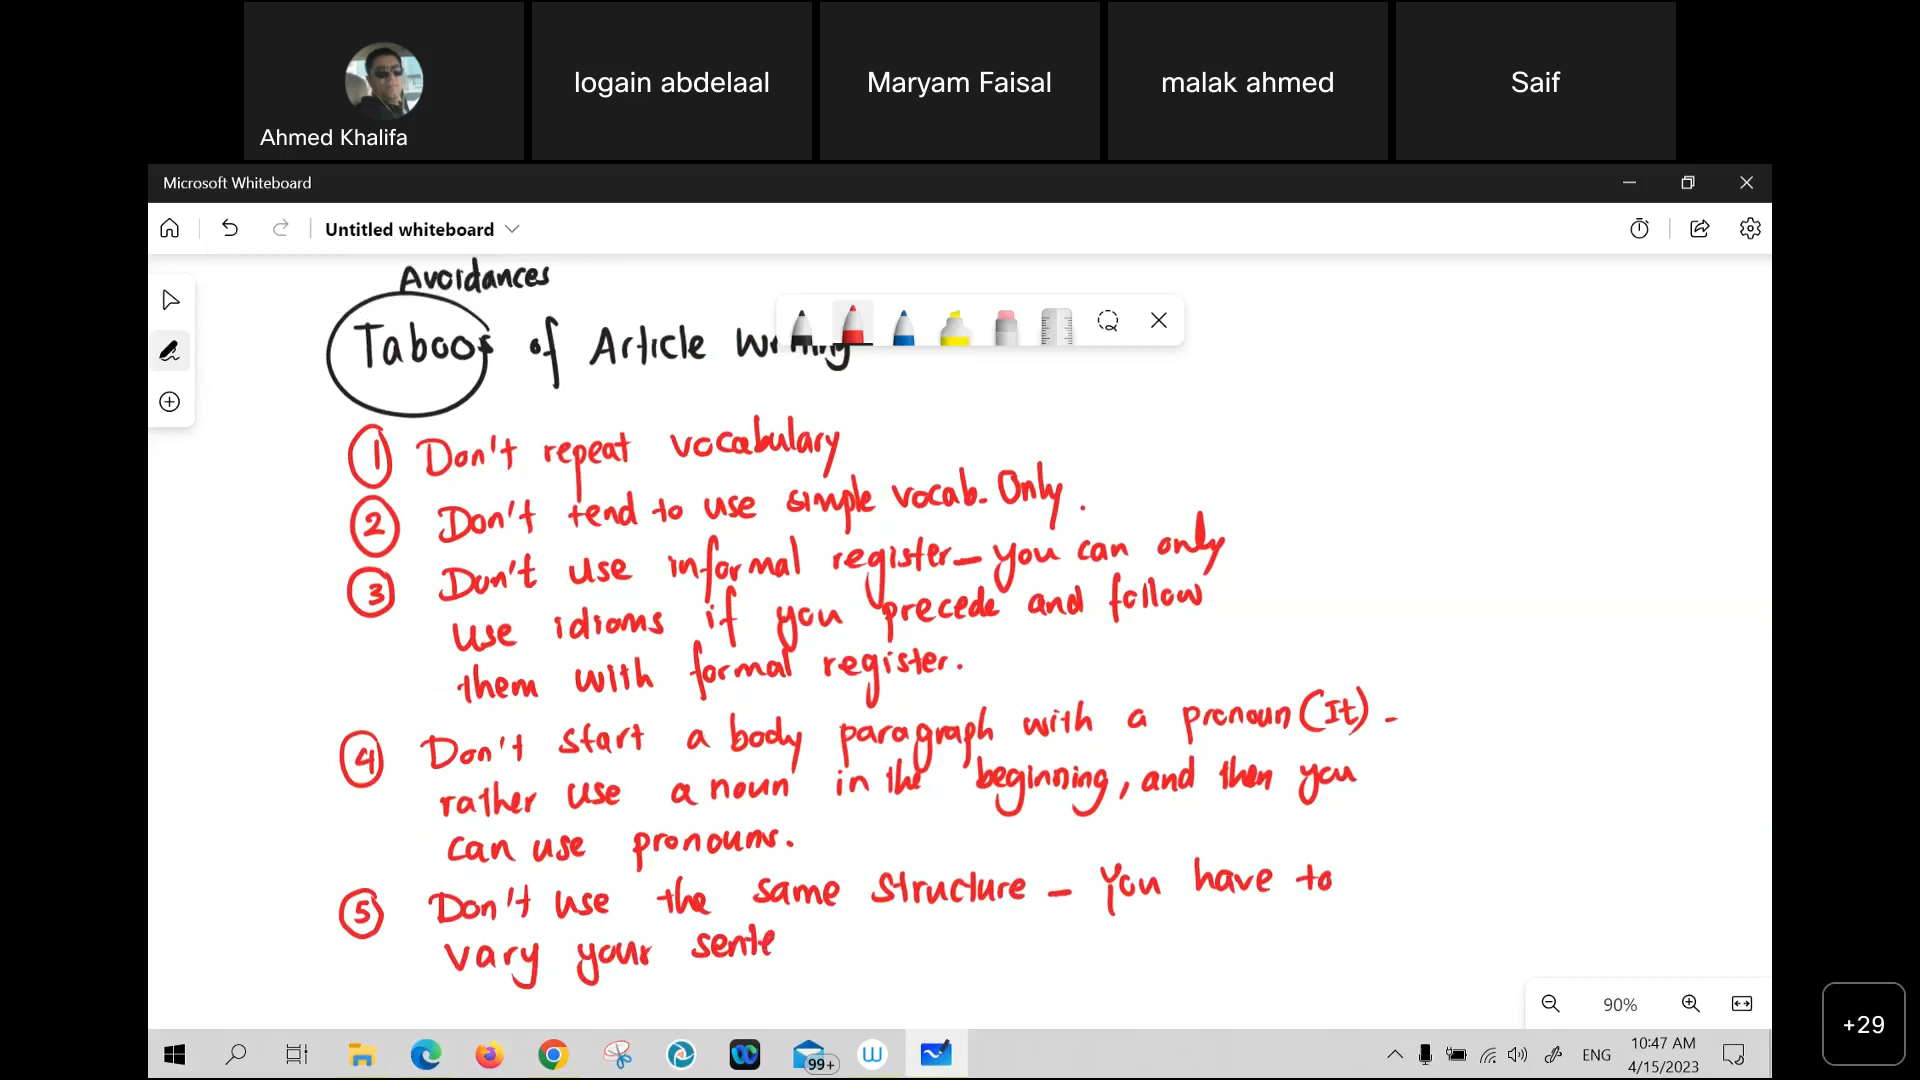 logain abdelaal
Maryam Faisal
malak ahmed
Saif
Ahmed Khalifa
Microsoft Whiteboard
Untitled whiteboard
Avoidances
Taboos of Article Writing
1 Don't repeat vocabulary
2 Don't tend to use simple vocab. Only.
3 Don't use informal register - you can only
use idioms if you precede and follow
them with formal register.
4 Don't start a body paragraph with a pronoun (It) -
rather use a noun in the beginning, and then you
can use pronouns.
5 Don't use the same structure - You have to
vary your sente
90%
+29
99+
ENG
10:47 AM
4/15/2023